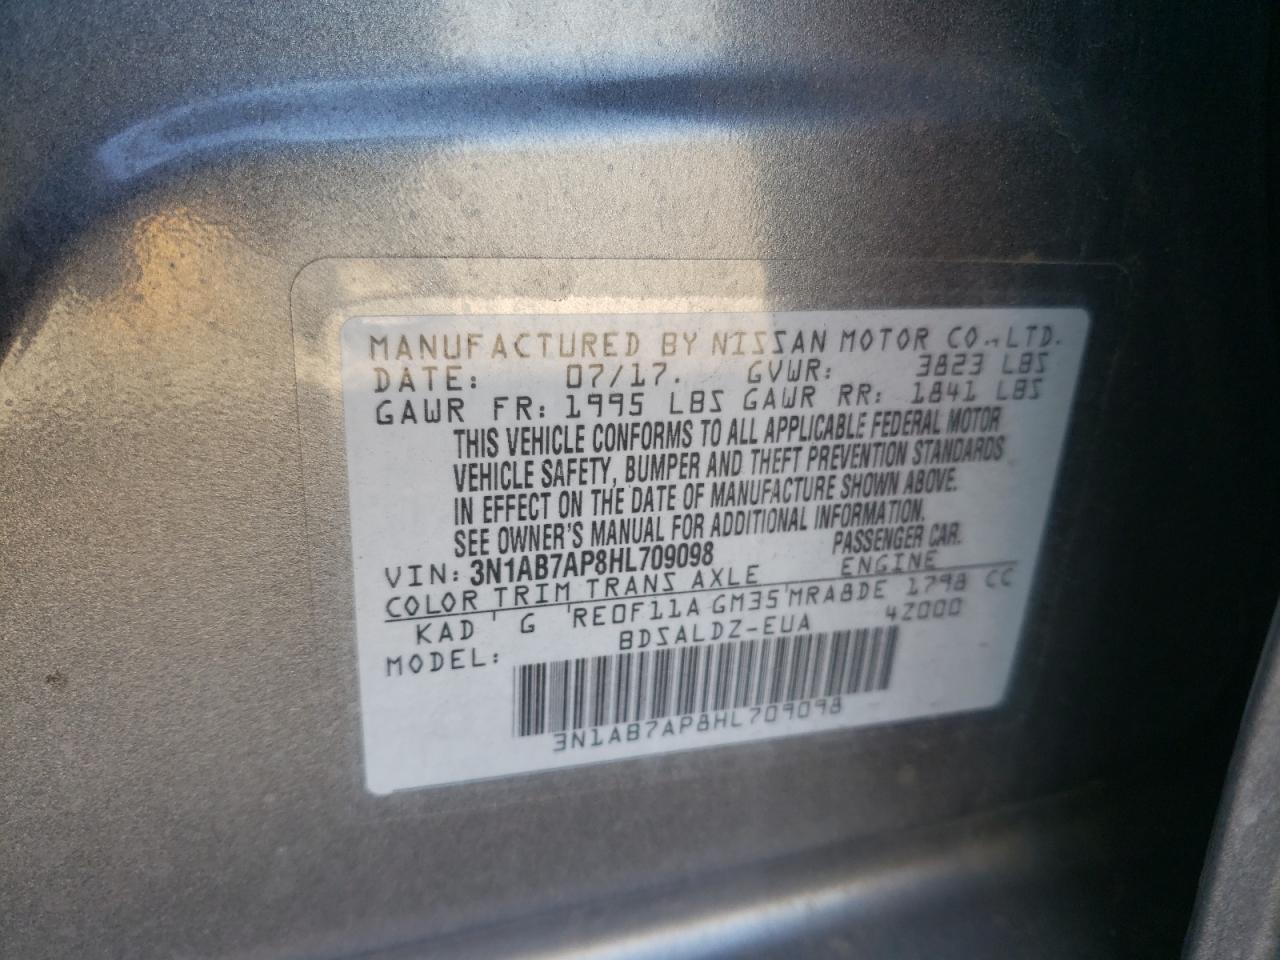 MANUFACTURED BY NISSAN MOTOR CO., LTD.
DATE: 07/17. GVWR: 3823 LBS
GAWR FR: 1995 LBS GAWR RR: 1841 LBS
THIS VEHICLE CONFORMS TO ALL APPLICABLE FEDERAL MOTOR
VEHICLE SAFETY, BUMPER AND THEFT PREVENTION STANDARDS
IN EFFECT ON THE DATE OF MANUFACTURE SHOWN ABOVE.
SEE OWNER'S MANUAL FOR ADDITIONAL INFORMATION.
VIN: 3N1AB7AP8HL709098 PASSENGER CAR.
COLOR TRIM TRANS AXLE ENGINE
KAD G RE0F11A GM35 MRA8DE 1798 CC
MODEL: BDSALDZ-EUA 4Z000
3N1AB7AP8HL709098